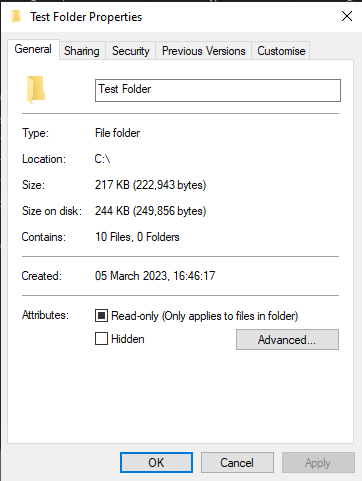 Test Folder Properties
General Sharing Security Previous Versions Customise
Test Folder
Type: File folder
Location: C:\
Size: 217 KB (222,943 bytes)
Size on disk: 244 KB (249,856 bytes)
Contains: 10 Files, 0 Folders
Created: 05 March 2023, 16:46:17
Attributes: Read-only (Only applies to files in folder)
Hidden Advanced...
OK Cancel Apply